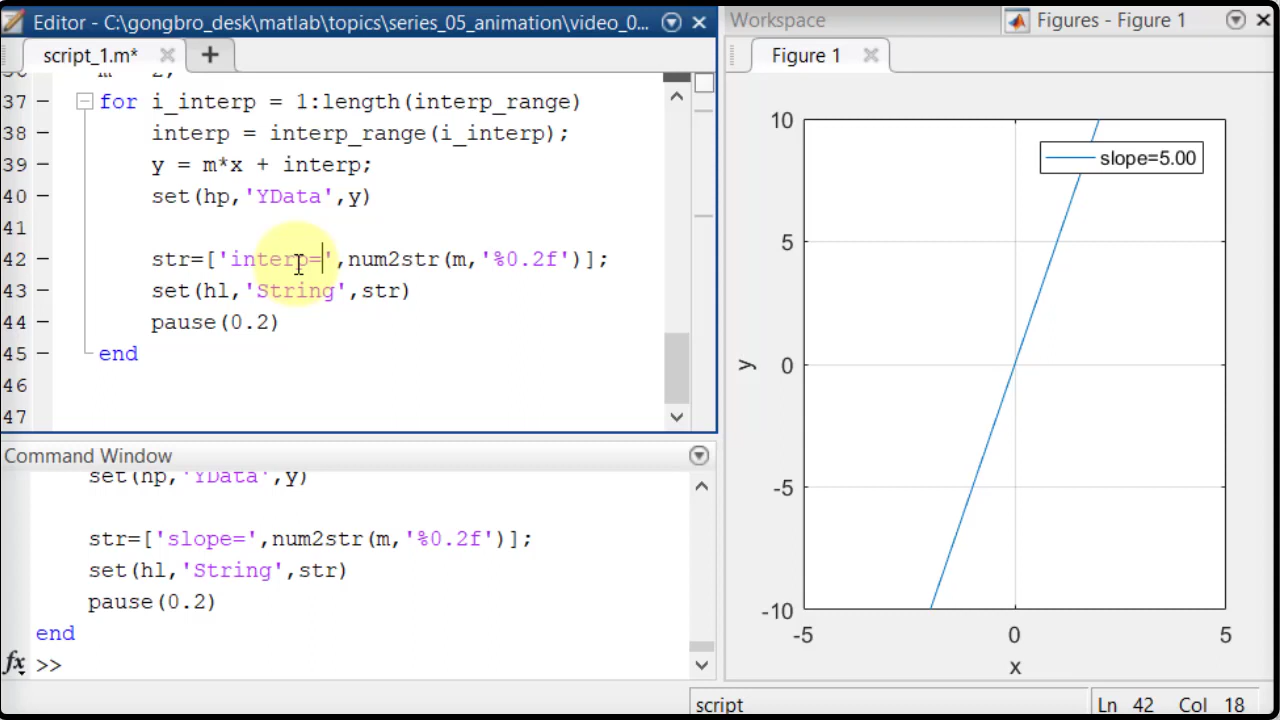 Editor - C:\gongbro_desk\matlab\topics\series_05_animation\video_0...
script_1.m*
37 for i_interp = 1:length(interp_range)
38 interp = interp_range(i_interp);
39 y = m*x + interp;
40 set(hp,'YData',y)
41
42 str=['interp=',num2str(m,'%0.2f')];
43 set(hl,'String',str)
44 pause(0.2)
45 end
46
47
Command Window
set(hp,'YData',y)
str=['slope=',num2str(m,'%0.2f')];
set(hl,'String',str)
pause(0.2)
end
fx >>
Workspace
Figures - Figure 1
Figure 1
10
slope=5.00
5
y
0
-5
-10
-5 0 5
x
script
Ln 42 Col 18